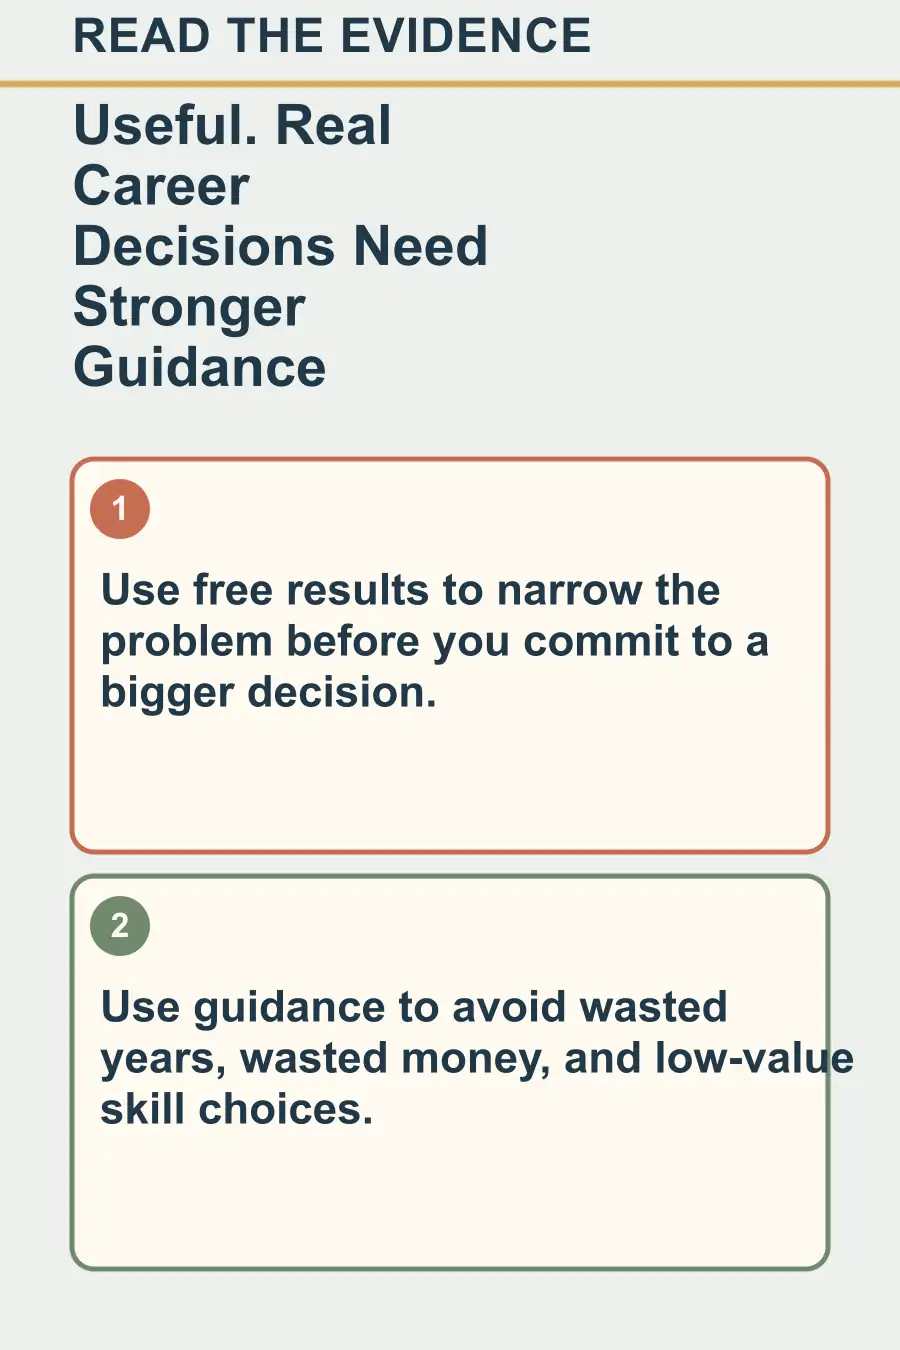 READ THE EVIDENCE
Useful. Real
Career
Decisions Need
Stronger
Guidance
1
Use free results to narrow the
problem before you commit to a
bigger decision.
2
Use guidance to avoid wasted
years, wasted money, and low-value
skill choices.